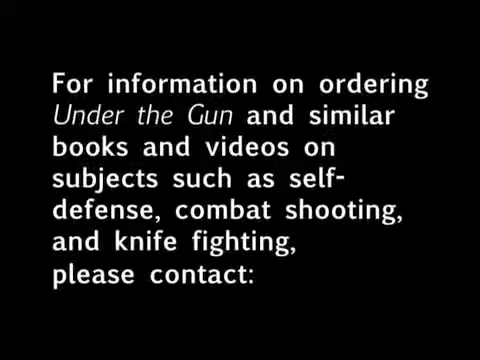 For information on ordering
Under the Gun and similar
books and videos on
subjects such as self-
defense, combat shooting,
and knife fighting,
please contact: